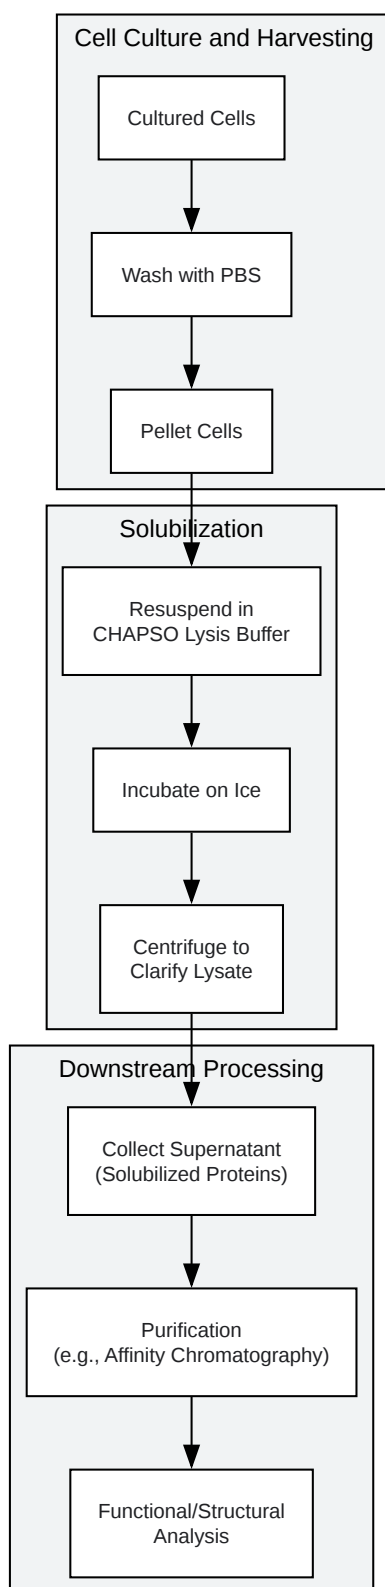 Cell Culture and Harvesting
Cultured Cells
Wash with PBS
Pellet Cells
Solubilization
Resuspend in
CHAPSO Lysis Buffer
Incubate on Ice
Centrifuge to
Clarify Lysate
Downstream Processing
Collect Supernatant
(Solubilized Proteins)
Purification
(e.g., Affinity Chromatography)
Functional/Structural
Analysis